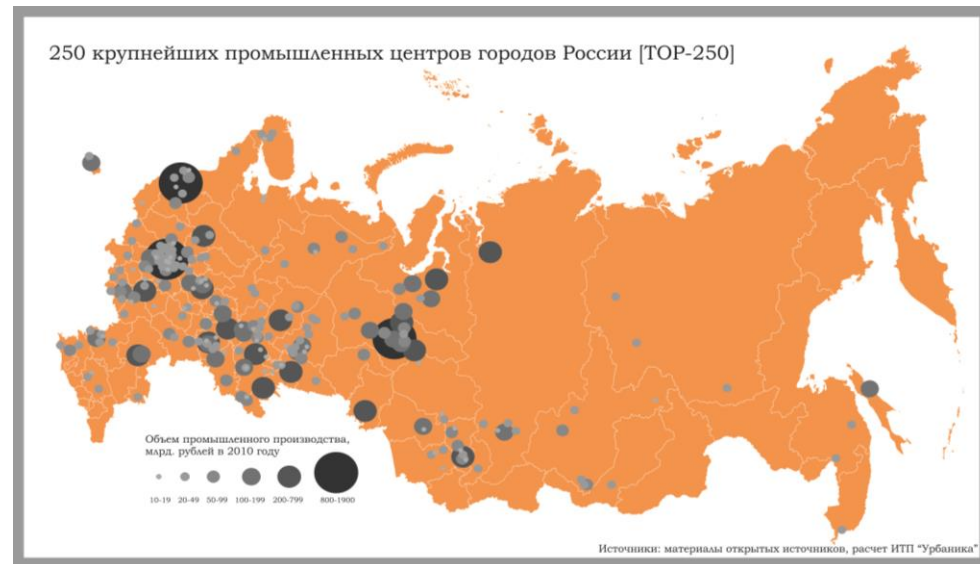 250 крупнейших промышленных центров городов России [TOP-250]
Объем промышленного производства,
млрд. рублей в 2010 году
10-19 20-49 50-99 100-199 200-799 800-1900
Источники: материалы открытых источников, расчет ИТП "Урбаника"